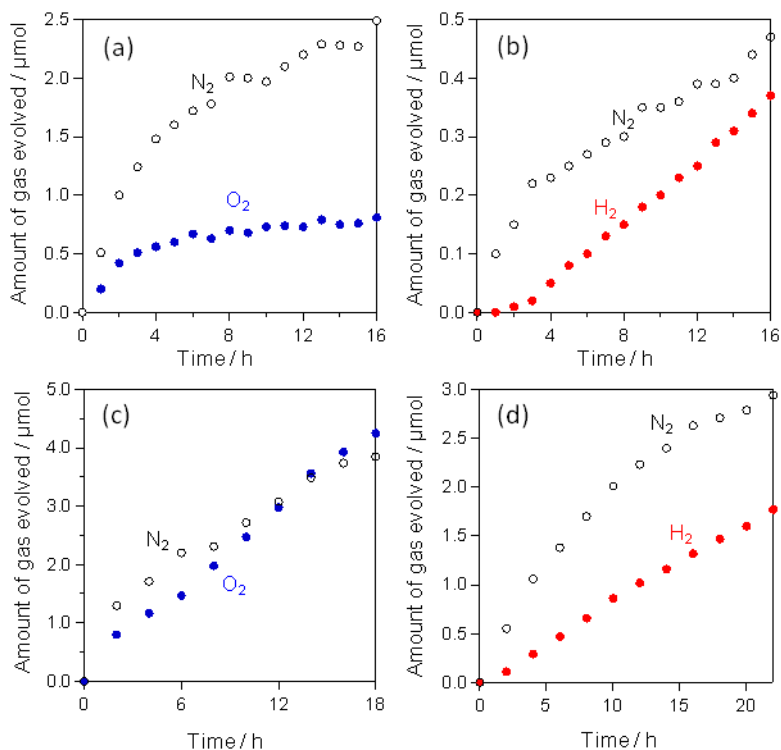 (a)
Amount of gas evolved / µmol
2.5
2.0
1.5
1.0
0.5
0.0
N₂
O₂
0 4 8 12 16
Time / h
(b)
Amount of gas evolved / µmol
0.5
0.4
0.3
0.2
0.1
0.0
N₂
H₂
0 4 8 12 16
Time / h
(c)
Amount of gas evolved / µmol
5.0
4.0
3.0
2.0
1.0
0.0
N₂
O₂
0 6 12 18
Time / h
(d)
Amount of gas evolved / µmol
3.0
2.5
2.0
1.5
1.0
0.5
0.0
N₂
H₂
0 5 10 15 20
Time / h